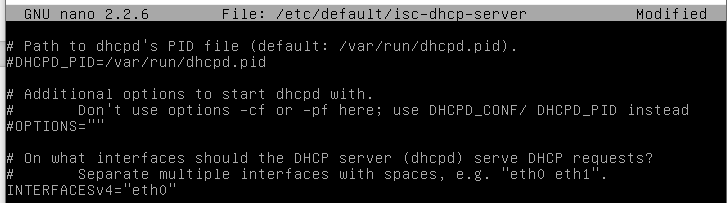 GNU nano 2.2.6 File: /etc/default/isc-dhcp-server Modified
# Path to dhcpd's PID file (default: /var/run/dhcpd.pid).
#DHCPD_PID=/var/run/dhcpd.pid
# Additional options to start dhcpd with.
# Don't use options -cf or -pf here; use DHCPD_CONF/ DHCPD_PID instead
#OPTIONS=""
# On what interfaces should the DHCP server (dhcpd) serve DHCP requests?
# Separate multiple interfaces with spaces, e.g. "eth0 eth1".
INTERFACESv4="eth0"